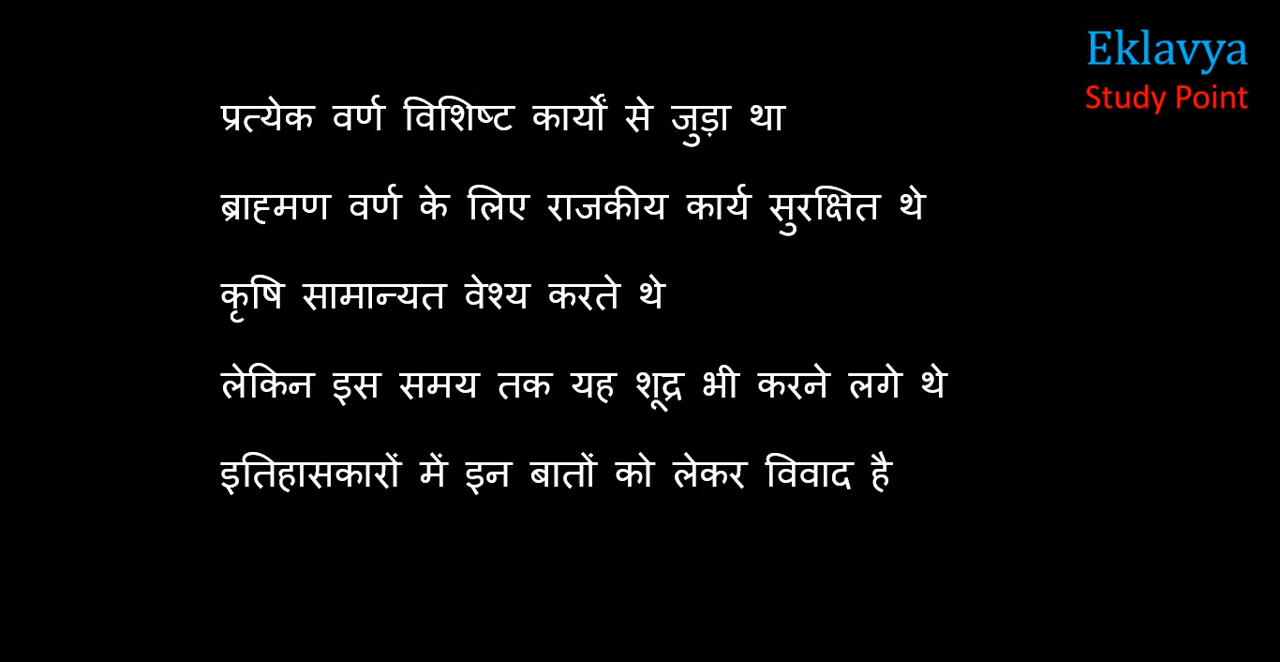 Eklavya
Study Point
प्रत्येक वर्ण विशिष्ट कार्यों से जुड़ा था
ब्राह्मण वर्ण के लिए राजकीय कार्य सुरक्षित थे
कृषि सामान्यत वेश्य करते थे
लेकिन इस समय तक यह शूद्र भी करने लगे थे
इतिहासकारों में इन बातों को लेकर विवाद है